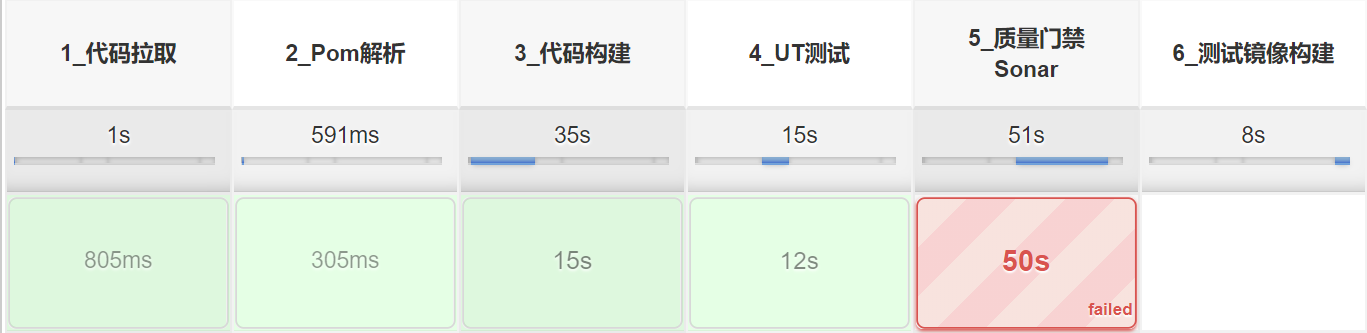 1_代码拉取
2_Pom解析
3_代码构建
4_UT测试
5_质量门禁
Sonar
6_测试镜像构建
1s
591ms
35s
15s
51s
8s
805ms
305ms
15s
12s
50s
failed